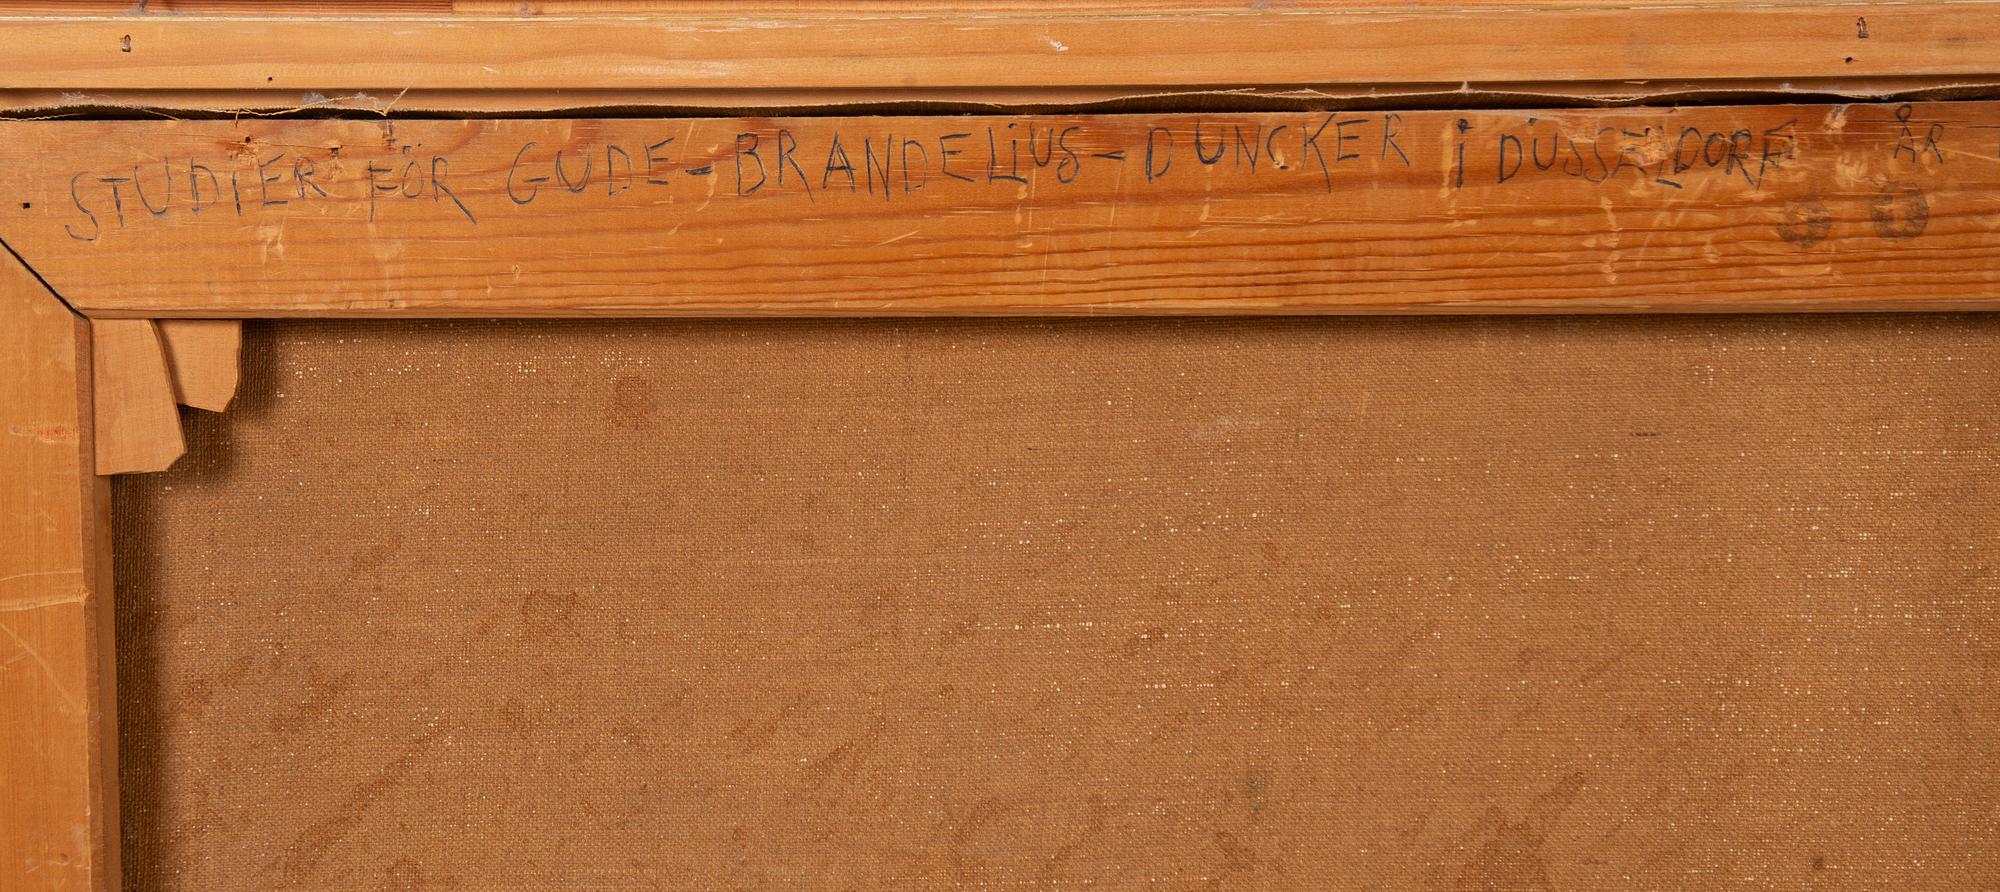 STUDiER FÖR GUDE-BRANDELiUS-DUNCKER i DÜSSELDORF ÅR